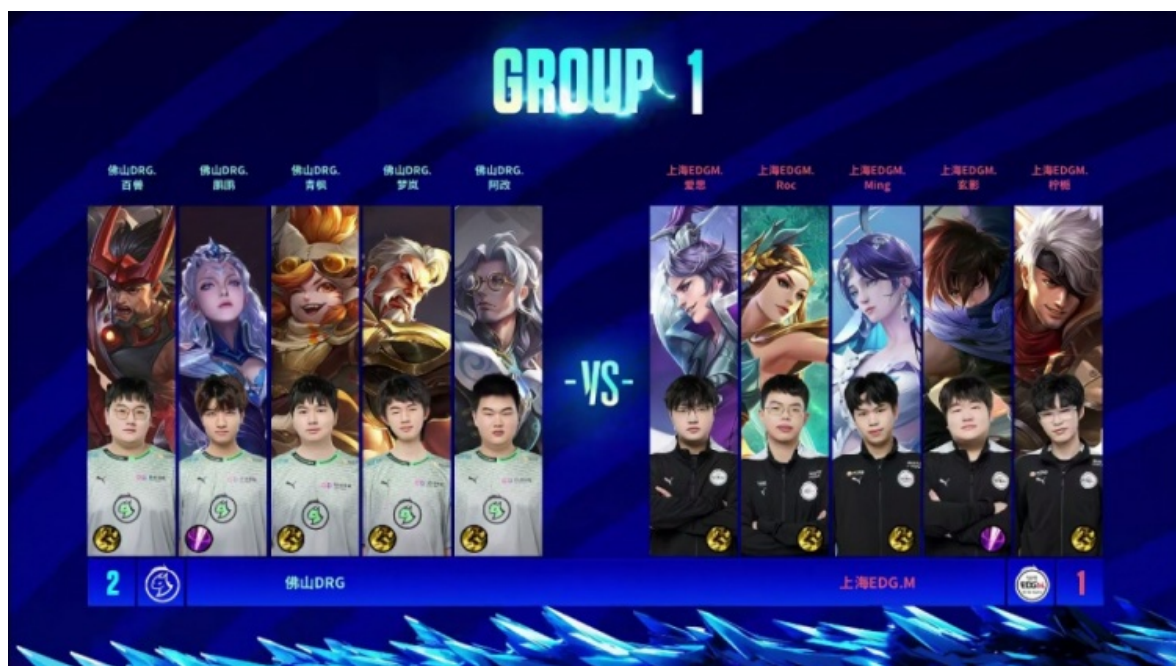 GROUP 1
佛山DRG.
百兽
佛山DRG.
鹏鹏
佛山DRG.
青枫
佛山DRG.
梦岚
佛山DRG.
阿改
上海EDGM.
爱思
上海EDGM.
Roc
上海EDGM.
Ming
上海EDGM.
玄影
上海EDGM.
柠栀
-VS-
2
佛山DRG
上海EDG.M
1